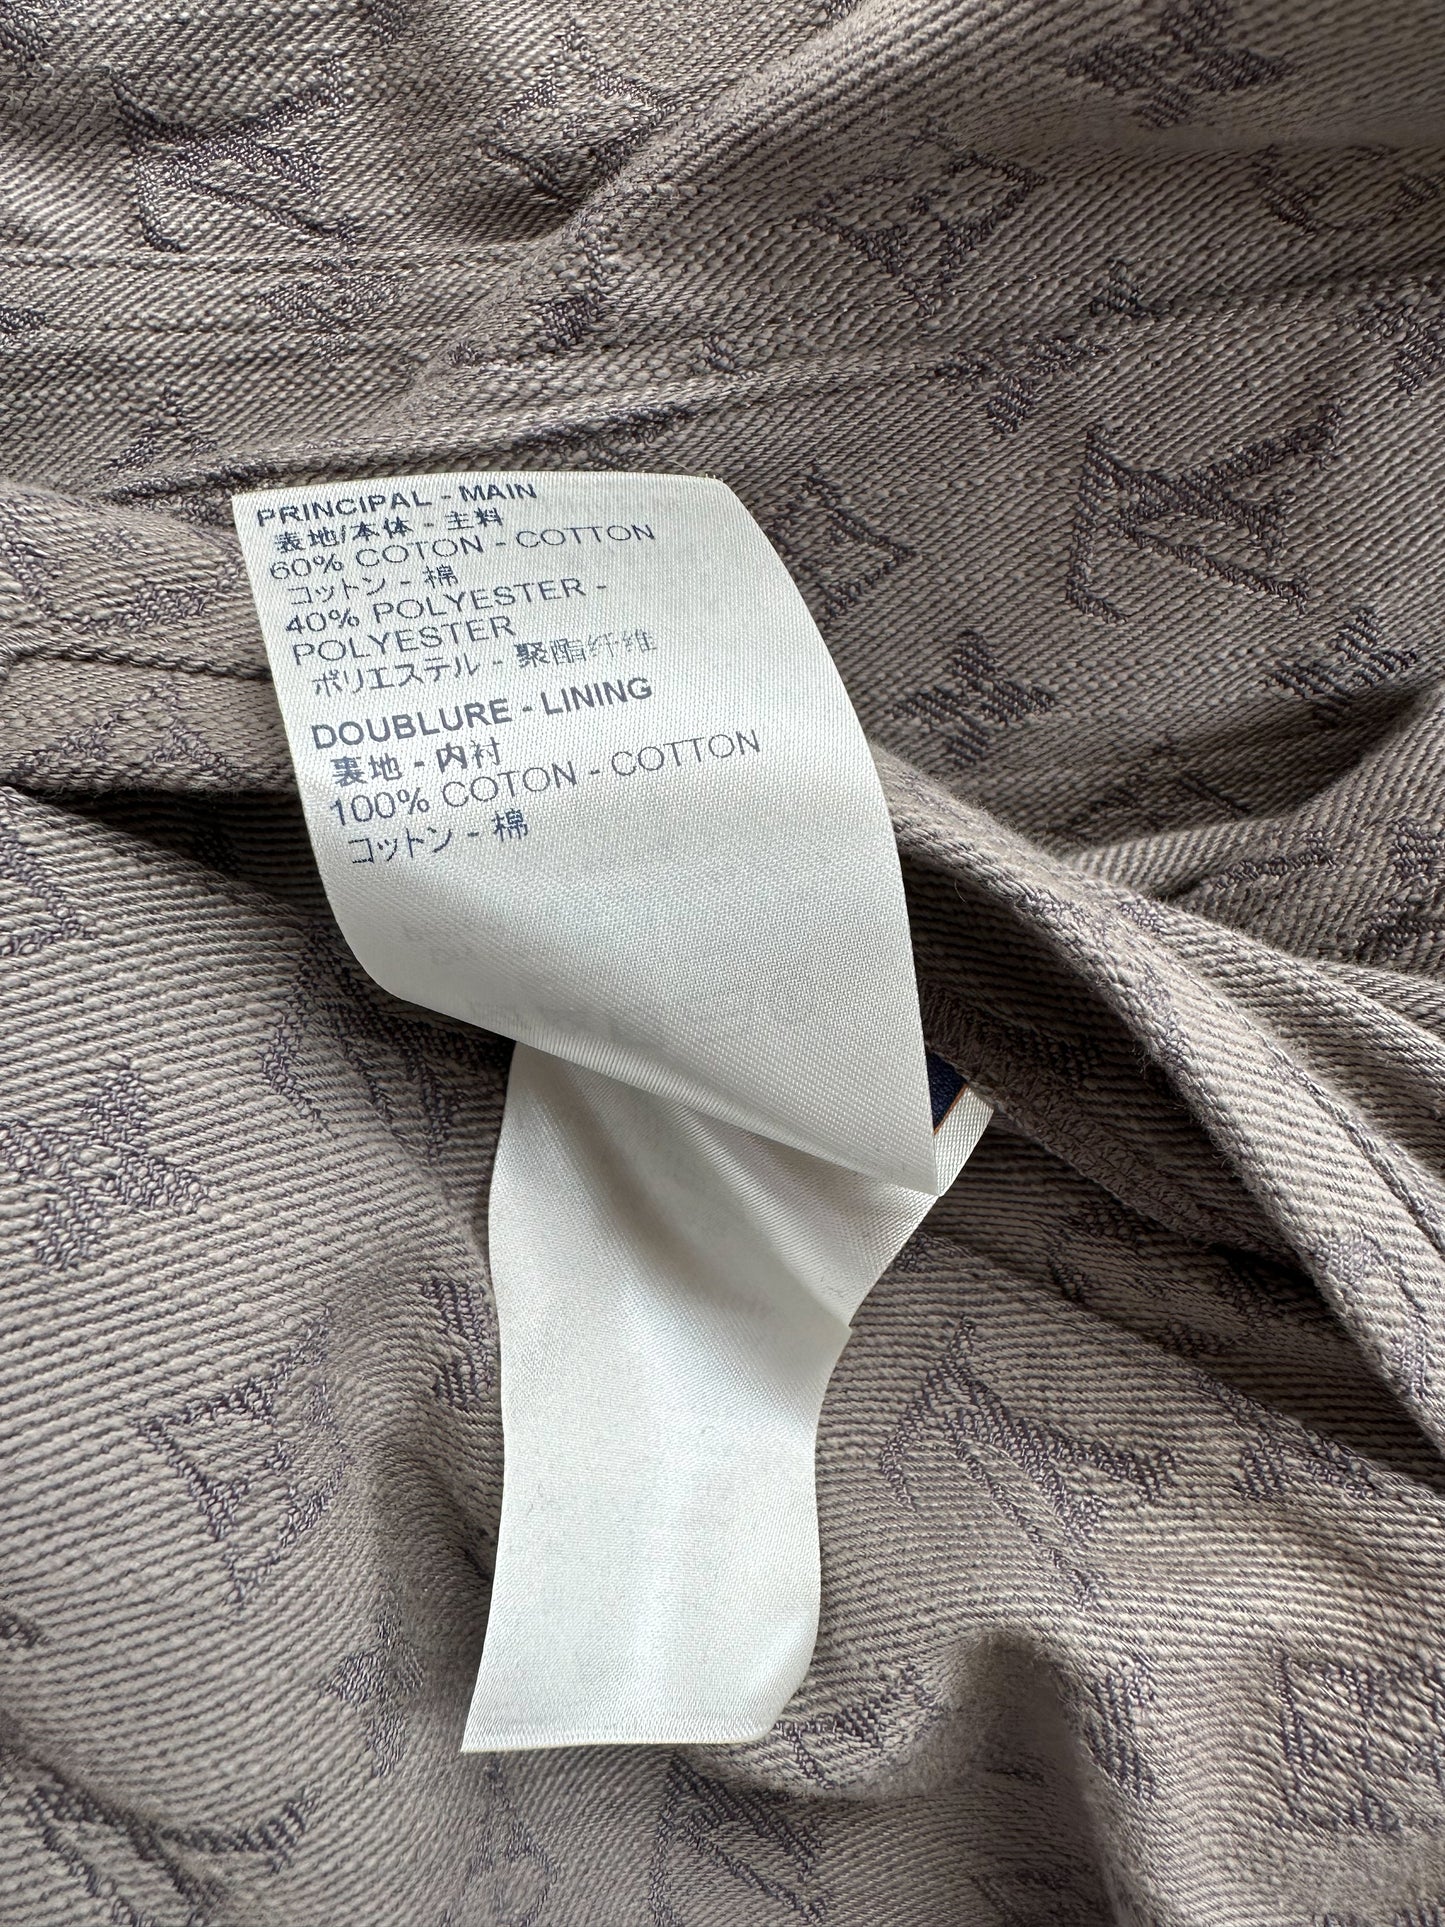 PRINCIPAL - MAIN
表地/本体 - 主料
60% COTON - COTTON
コットン - 棉
40% POLYESTER -
POLYESTER
ポリエステル - 聚酯纤维
DOUBLURE - LINING
裏地 - 内衬
100% COTON - COTTON
コットン - 棉